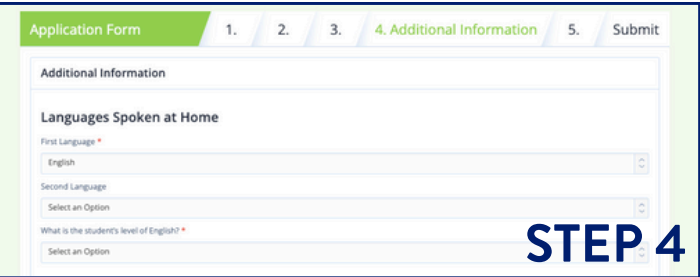 Application Form 1. 2. 3. 4. Additional Information 5. Submit
Additional Information
Languages Spoken at Home
First Language *
English
Second Language
Select an Option
What is the student's level of English? *
Select an Option
STEP 4